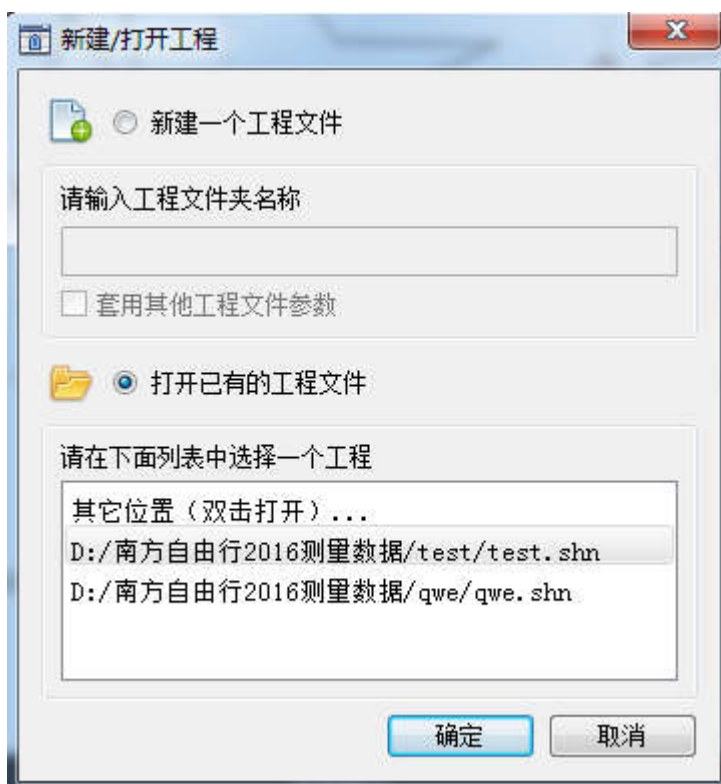 新建/打开工程
新建一个工程文件
请输入工程文件夹名称
套用其他工程文件参数
打开已有的工程文件
请在下面列表中选择一个工程
其它位置（双击打开）...
D:/南方自由行2016测量数据/test/test.shn
D:/南方自由行2016测量数据/qwe/qwe.shn
确定 取消